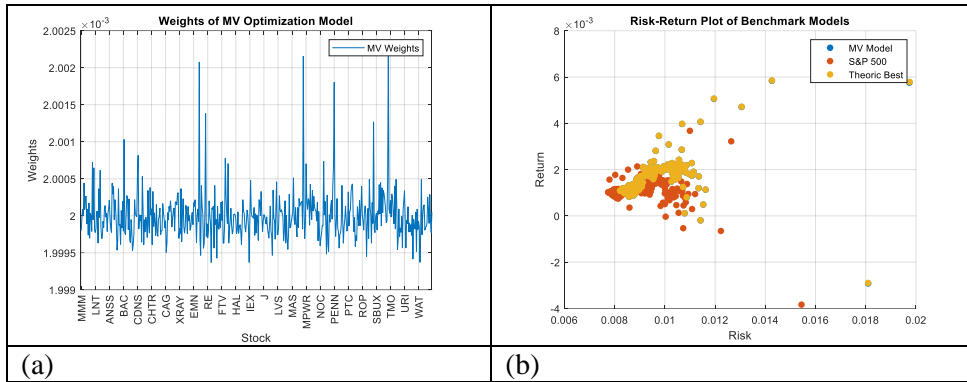 Weights of MV Optimization Model
×10⁻³
2.0025
2.002
2.0015
2.001
2.0005
2
1.9995
1.999
Weights
MV Weights
MMM
LNT
ANSS
BAC
CDNS
CHTR
CAG
XRAY
EMN
RE
FTV
HAL
IEX
J
LVS
MAS
MPWR
NOC
PENN
PTC
ROP
SBUX
TMO
URI
WAT
Stock
(a)
Risk-Return Plot of Benchmark Models
×10⁻³
8
6
4
2
0
-2
-4
Return
MV Model
S&P 500
Theoric Best
0.006
0.008
0.01
0.012
0.014
0.016
0.018
0.02
Risk
(b)